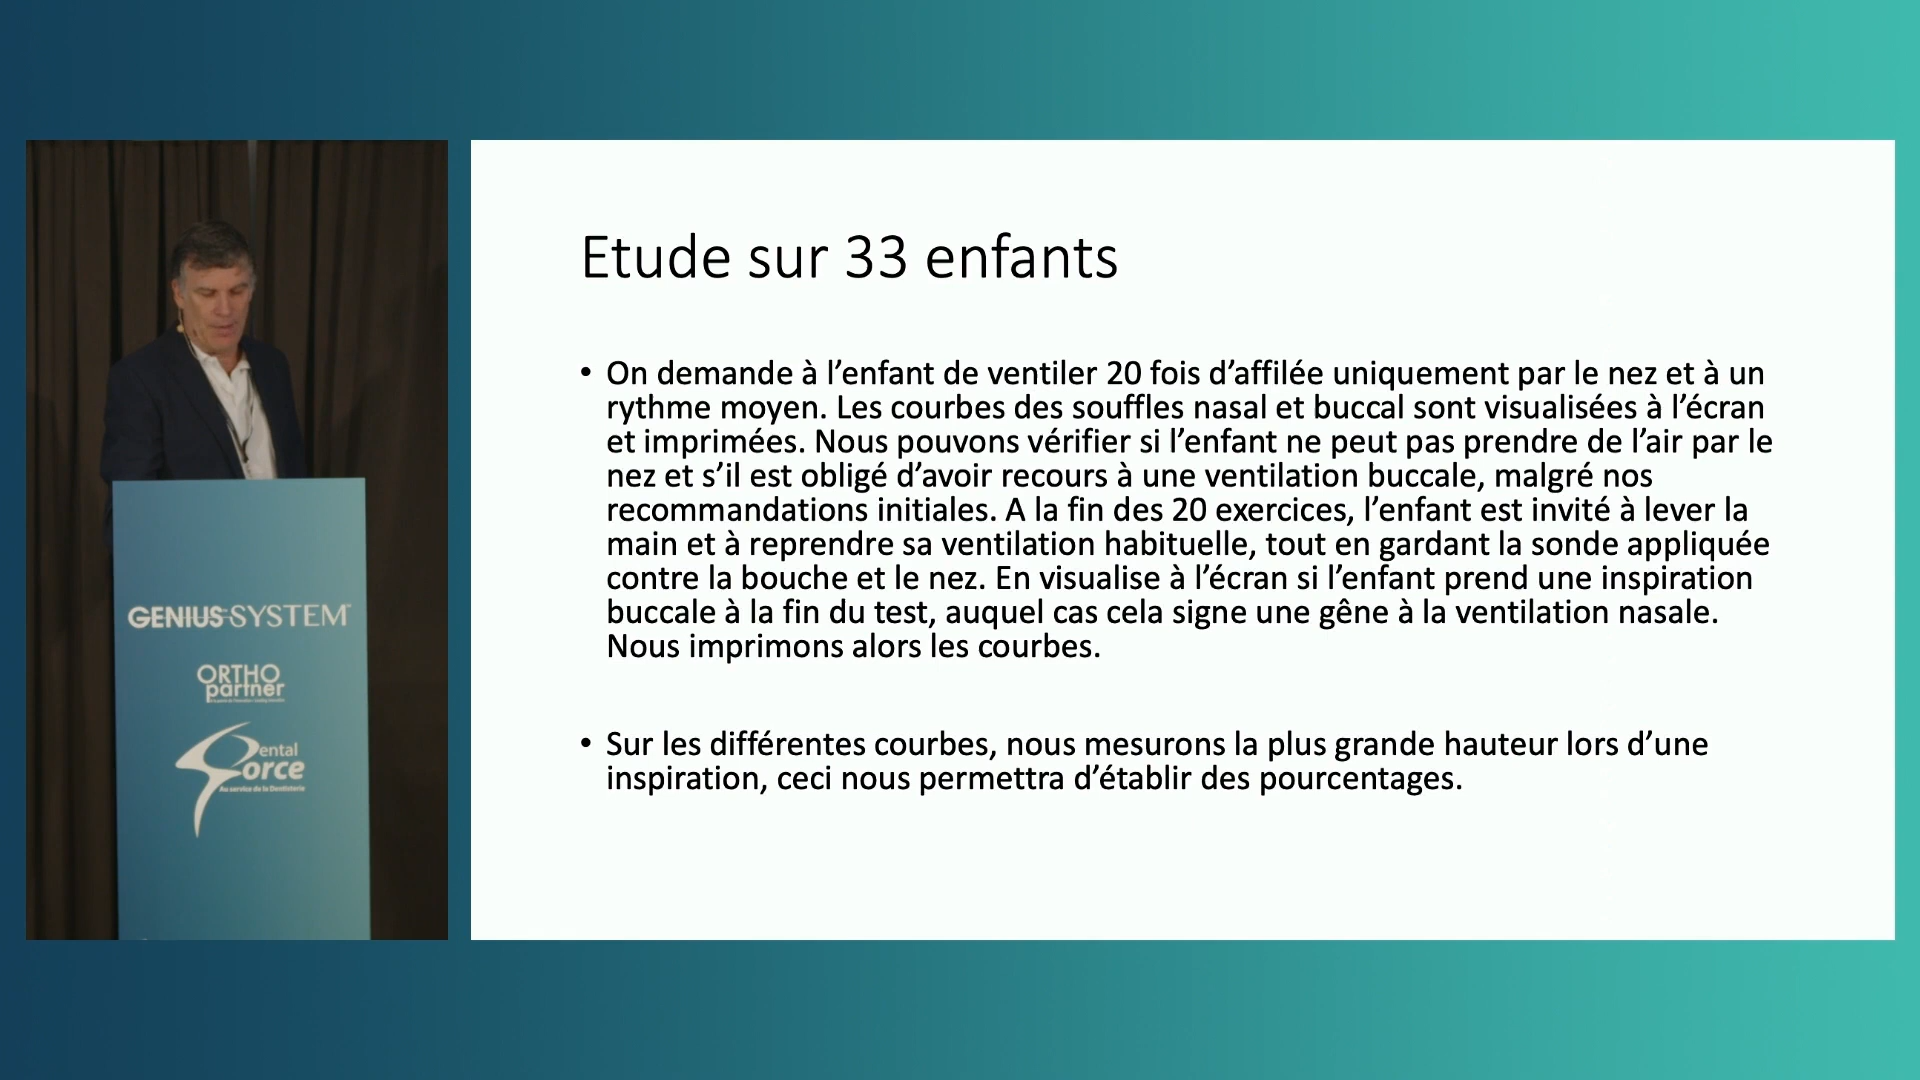 Etude sur 33 enfants
• On demande à l’enfant de ventiler 20 fois d’affilée uniquement par le nez et à un
rythme moyen. Les courbes des souffles nasal et buccal sont visualisées à l’écran
et imprimées. Nous pouvons vérifier si l’enfant ne peut pas prendre de l’air par le
nez et s’il est obligé d’avoir recours à une ventilation buccale, malgré nos
recommandations initiales. A la fin des 20 exercices, l’enfant est invité à lever la
main et à reprendre sa ventilation habituelle, tout en gardant la sonde appliquée
contre la bouche et le nez. En visualise à l’écran si l’enfant prend une inspiration
buccale à la fin du test, auquel cas cela signe une gêne à la ventilation nasale.
Nous imprimons alors les courbes.
• Sur les différentes courbes, nous mesurons la plus grande hauteur lors d’une
inspiration, ceci nous permettra d’établir des pourcentages.
GENIUS SYSTEM
ORTHO
partner
Dental
Force
Au service de la Dentisterie